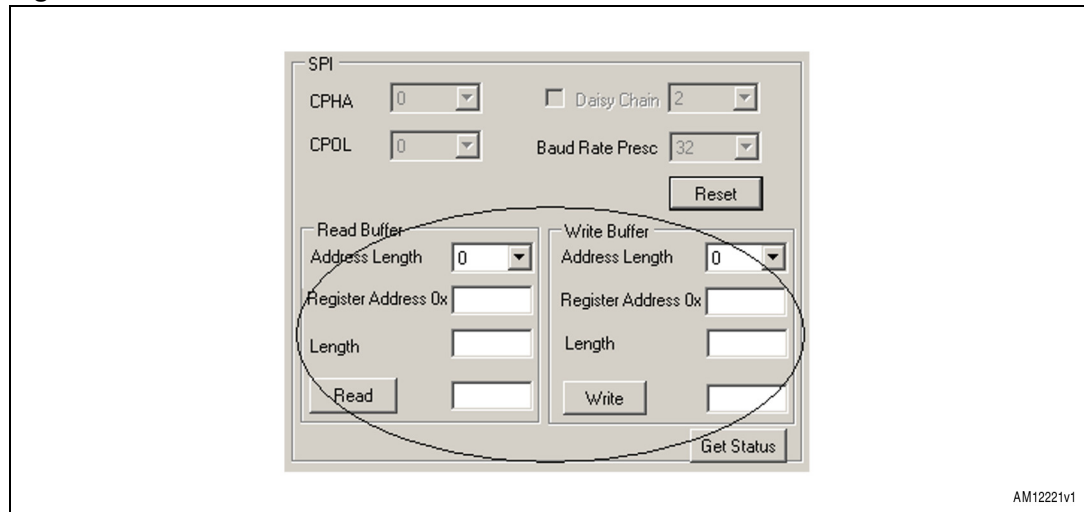 SPI
CPHA 0 Daisy Chain 2
CPOL 0 Baud Rate Presc 32
Reset
Read Buffer Write Buffer
Address Length 0 Address Length 0
Register Address 0x Register Address 0x
Length Length
Read Write
Get Status
AM12221v1